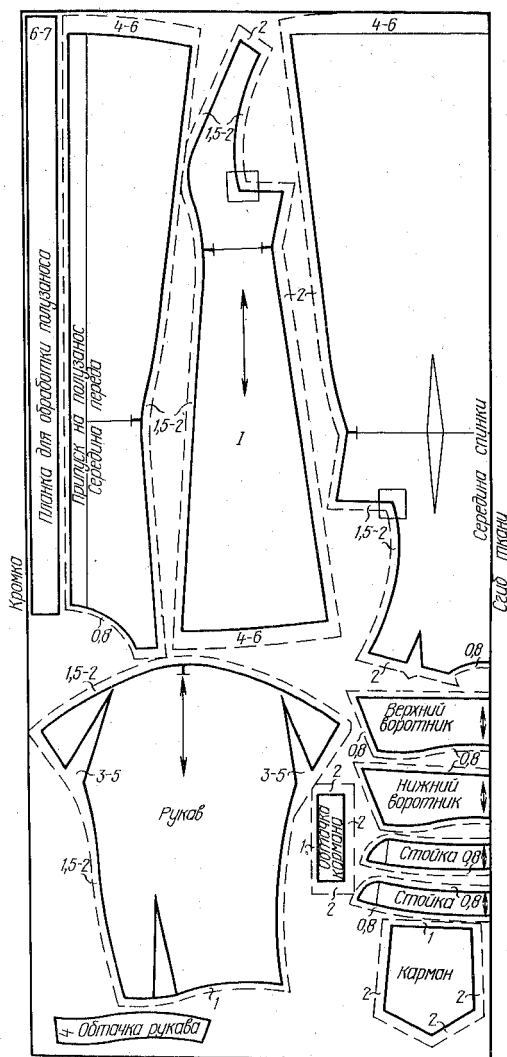 6-7
4-6
2
4-6
1,5-2
Кромка
Планка для обработки полузаноса
Припуск на полузанос
Середина переда
1,5-2
I
2
Середина спинки
Сгиб ткани
1,5-2
2
0,8
4-6
0,8
2
1,5-2
3-5
3-5
Рукав
1,5-2
1
4 Обтачка рукава
Верхний
воротник
0,8
0,8
Нижний
воротник
2
1
Обтачка
кармана
2
2
Стойка 0,8
Стойка 0,8
0,8
1
Карман
2
2
2